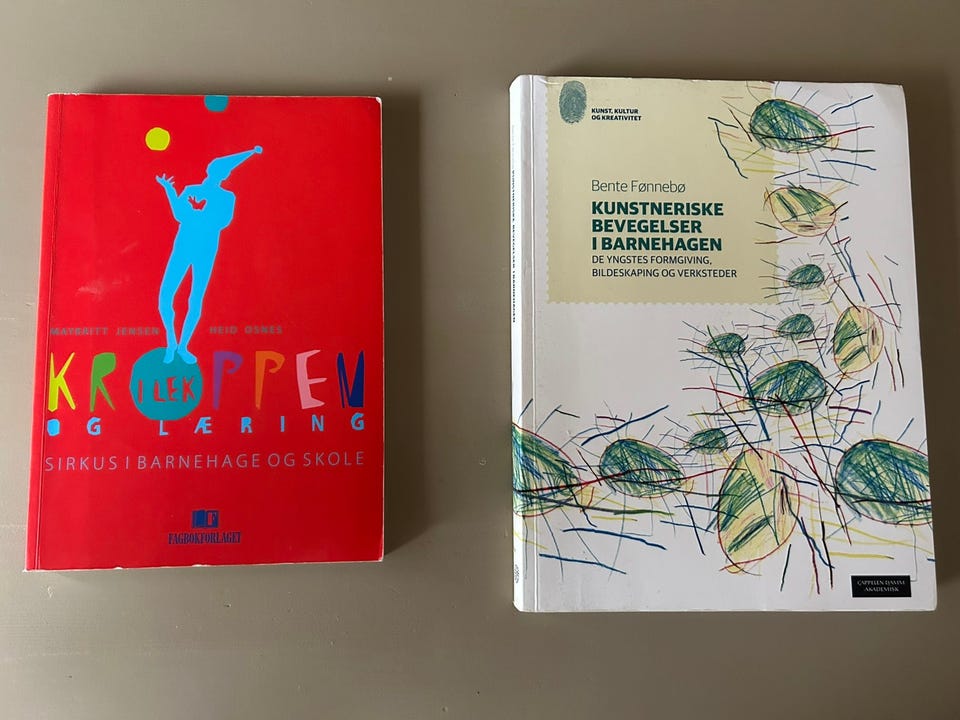 MAYBRITT JENSEN HEID OSNES
KROPPEN
I LEK
OG LÆRING
SIRKUS I BARNEHAGE OG SKOLE
LF
FAGBOKFORLAGET
KUNST, KULTUR
OG KREATIVITET
Bente Fønnebø
KUNSTNERISKE
BEVEGELSER
I BARNEHAGEN
DE YNGSTES FORMGIVING,
BILDESKAPING OG VERKSTEDER
CAPPELEN DAMM
AKADEMISK